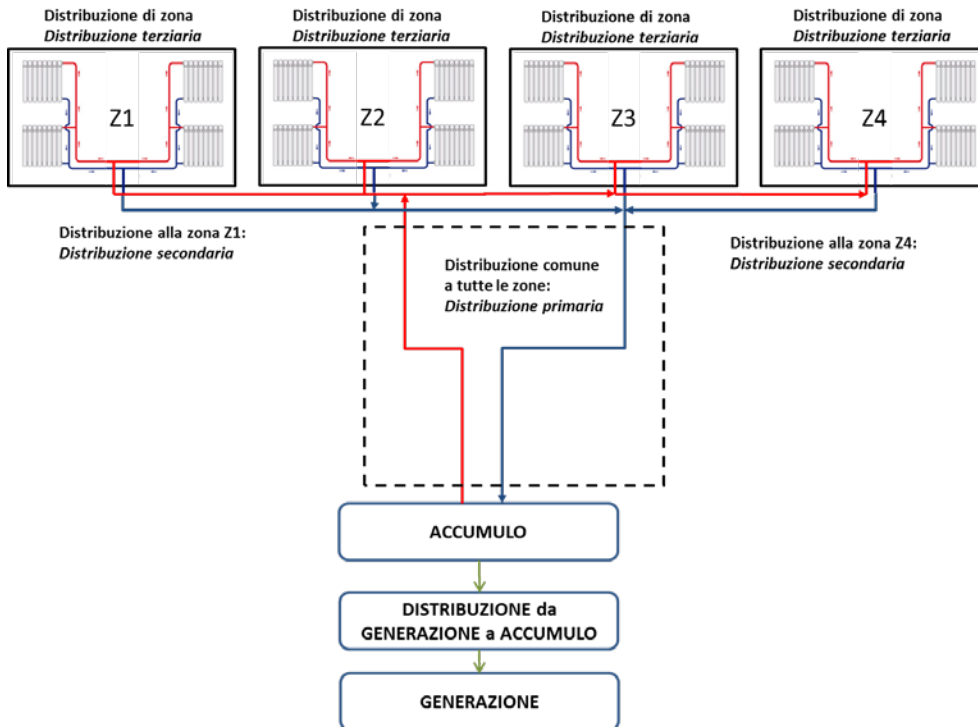 Distribuzione di zona
Distribuzione terziaria
Distribuzione di zona
Distribuzione terziaria
Distribuzione di zona
Distribuzione terziaria
Distribuzione di zona
Distribuzione terziaria
Z1
Z2
Z3
Z4
Distribuzione alla zona Z1:
Distribuzione secondaria
Distribuzione comune
a tutte le zone:
Distribuzione primaria
Distribuzione alla zona Z4:
Distribuzione secondaria
ACCUMULO
DISTRIBUZIONE da
GENERAZIONE a ACCUMULO
GENERAZIONE